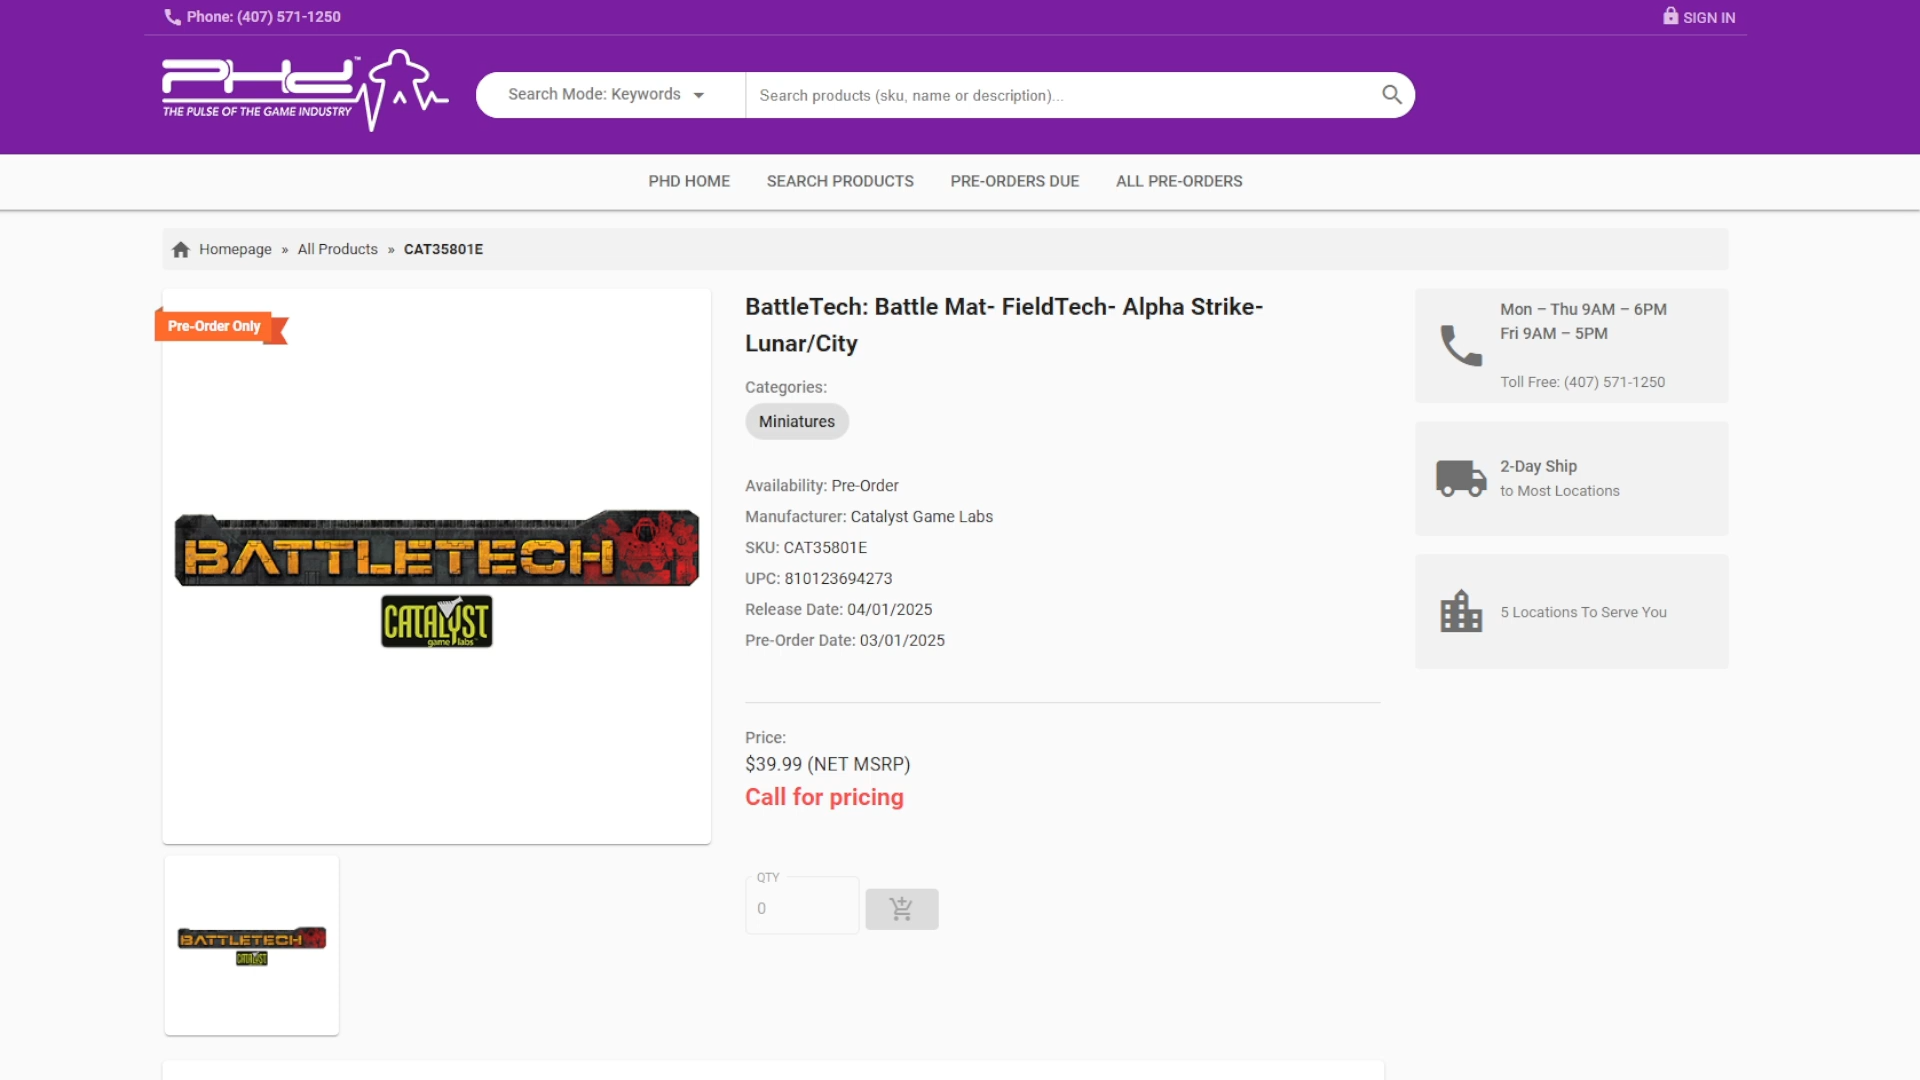 Phone: (407) 571-1250
SIGN IN
PHD™
THE PULSE OF THE GAME INDUSTRY
Search Mode: Keywords
Search products (sku, name or description)...
PHD HOME
SEARCH PRODUCTS
PRE-ORDERS DUE
ALL PRE-ORDERS
Homepage » All Products » CAT35801E
Pre-Order Only
BATTLETECH
CATALYST
game labs
BATTLETECH
CATALYST
BattleTech: Battle Mat- FieldTech- Alpha Strike-
Lunar/City
Categories:
Miniatures
Availability: Pre-Order
Manufacturer: Catalyst Game Labs
SKU: CAT35801E
UPC: 810123694273
Release Date: 04/01/2025
Pre-Order Date: 03/01/2025
Price:
$39.99 (NET MSRP)
Call for pricing
QTY
0
Mon – Thu 9AM – 6PM
Fri 9AM – 5PM
Toll Free: (407) 571-1250
2-Day Ship
to Most Locations
5 Locations To Serve You